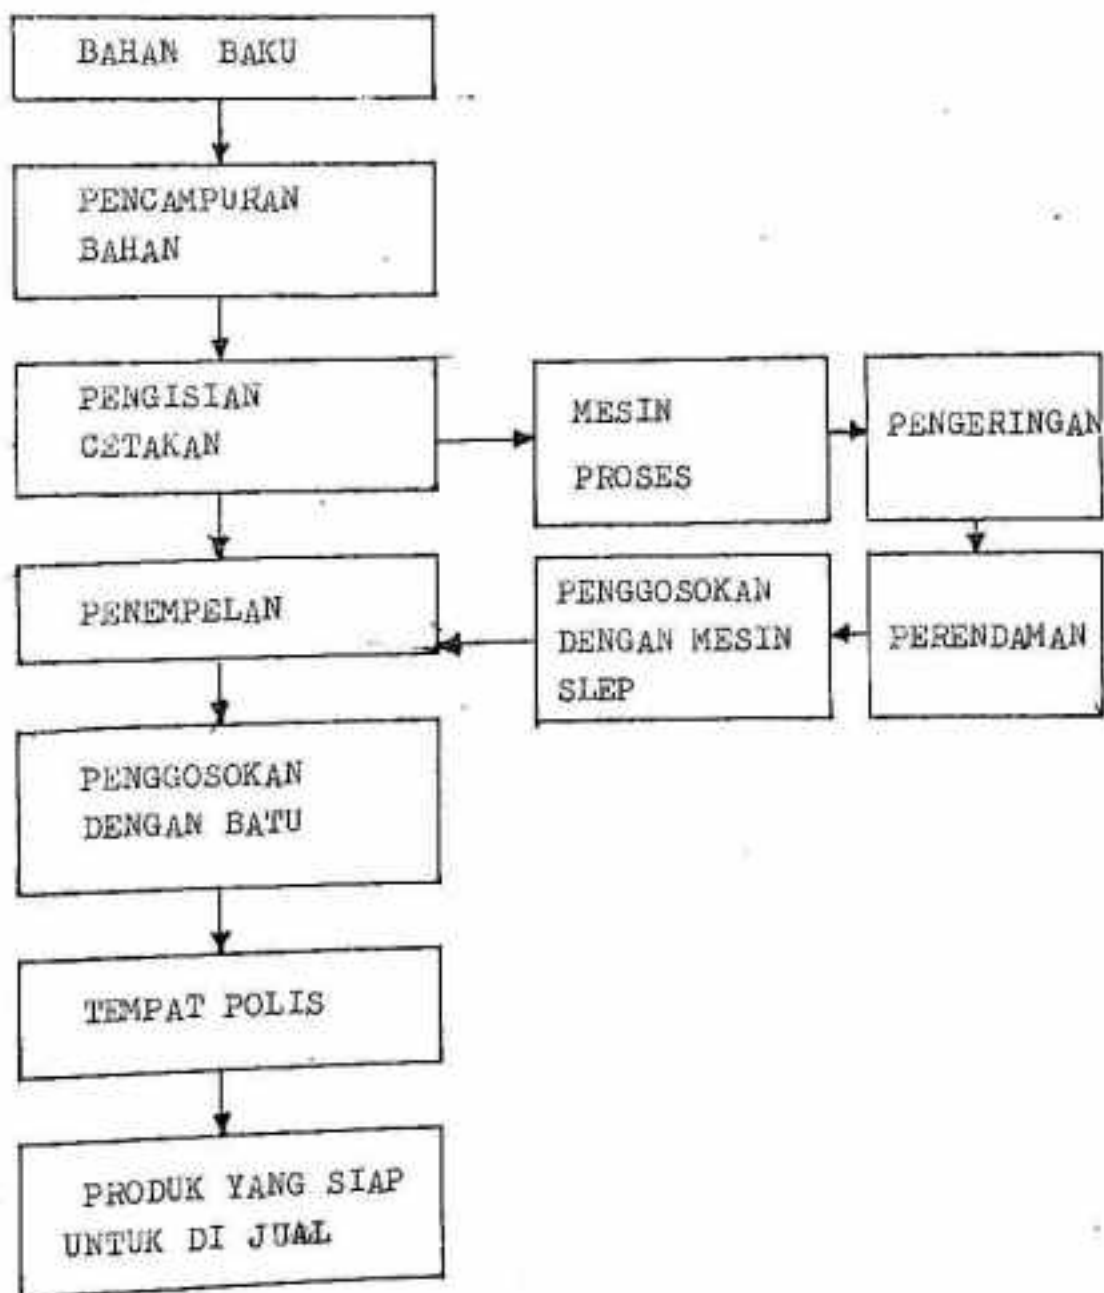 BAHAN BAKU
PENCAMPURAN
BAHAN
PENGISIAN
CETAKAN
MESIN
PROSES
PENGERINGAN
PENEMPELAN
PENGGOSOKAN
DENGAN MESIN
SLEP
PERENDAMAN
PENGGOSOKAN
DENGAN BATU
TEMPAT POLIS
PRODUK YANG SIAP
UNTUK DI JUAL